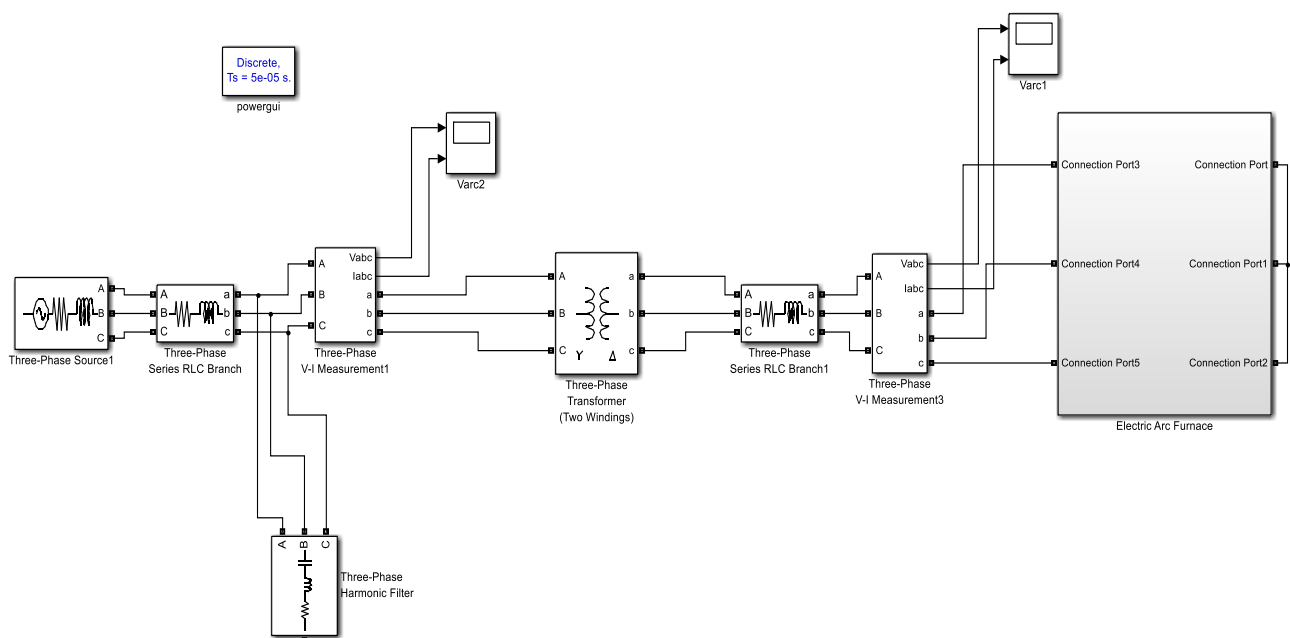 Discrete,
Ts = 5e-05 s.
powergui
Varc2
Varc1
A
B
C
Three-Phase Source1
A
B
C
a
b
c
Three-Phase
Series RLC Branch
A
B
C
Vabc
Iabc
a
b
c
Three-Phase
V-I Measurement1
A
B
C
a
b
c
Y
Δ
Three-Phase
Transformer
(Two Windings)
A
B
C
a
b
c
Three-Phase
Series RLC Branch1
A
B
C
Vabc
Iabc
a
b
c
Three-Phase
V-I Measurement3
Connection Port3
Connection Port
Connection Port4
Connection Port1
Connection Port5
Connection Port2
Electric Arc Furnace
A
B
C
Three-Phase
Harmonic Filter